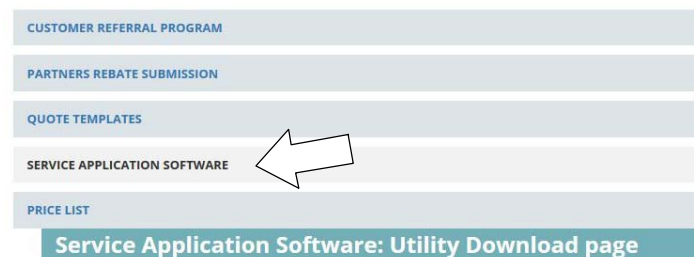 CUSTOMER REFERRAL PROGRAM
PARTNERS REBATE SUBMISSION
QUOTE TEMPLATES
SERVICE APPLICATION SOFTWARE
PRICE LIST
Service Application Software: Utility Download page